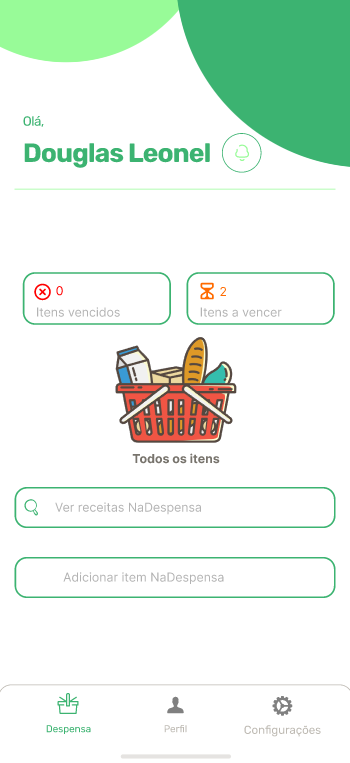 Olá,
Douglas Leonel
0
2
Itens vencidos
Itens a vencer
Todos os itens
Ver receitas NaDespensa
Adicionar item NaDespensa
Despensa
Perfil
Configurações